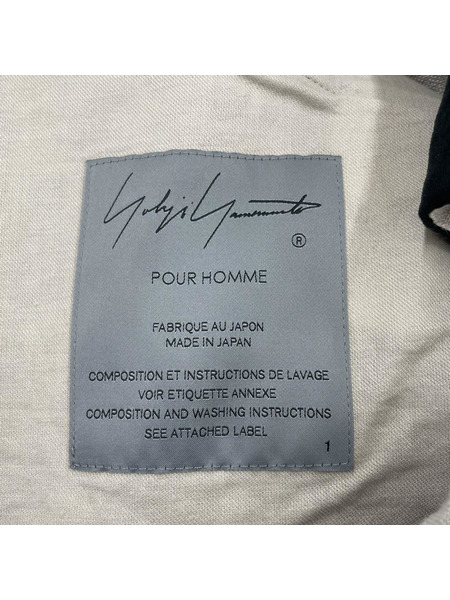 Yohji Yamamoto
®
POUR HOMME
FABRIQUE AU JAPON
MADE IN JAPAN
COMPOSITION ET INSTRUCTIONS DE LAVAGE
VOIR ETIQUETTE ANNEXE
COMPOSITION AND WASHING INSTRUCTIONS
SEE ATTACHED LABEL
1